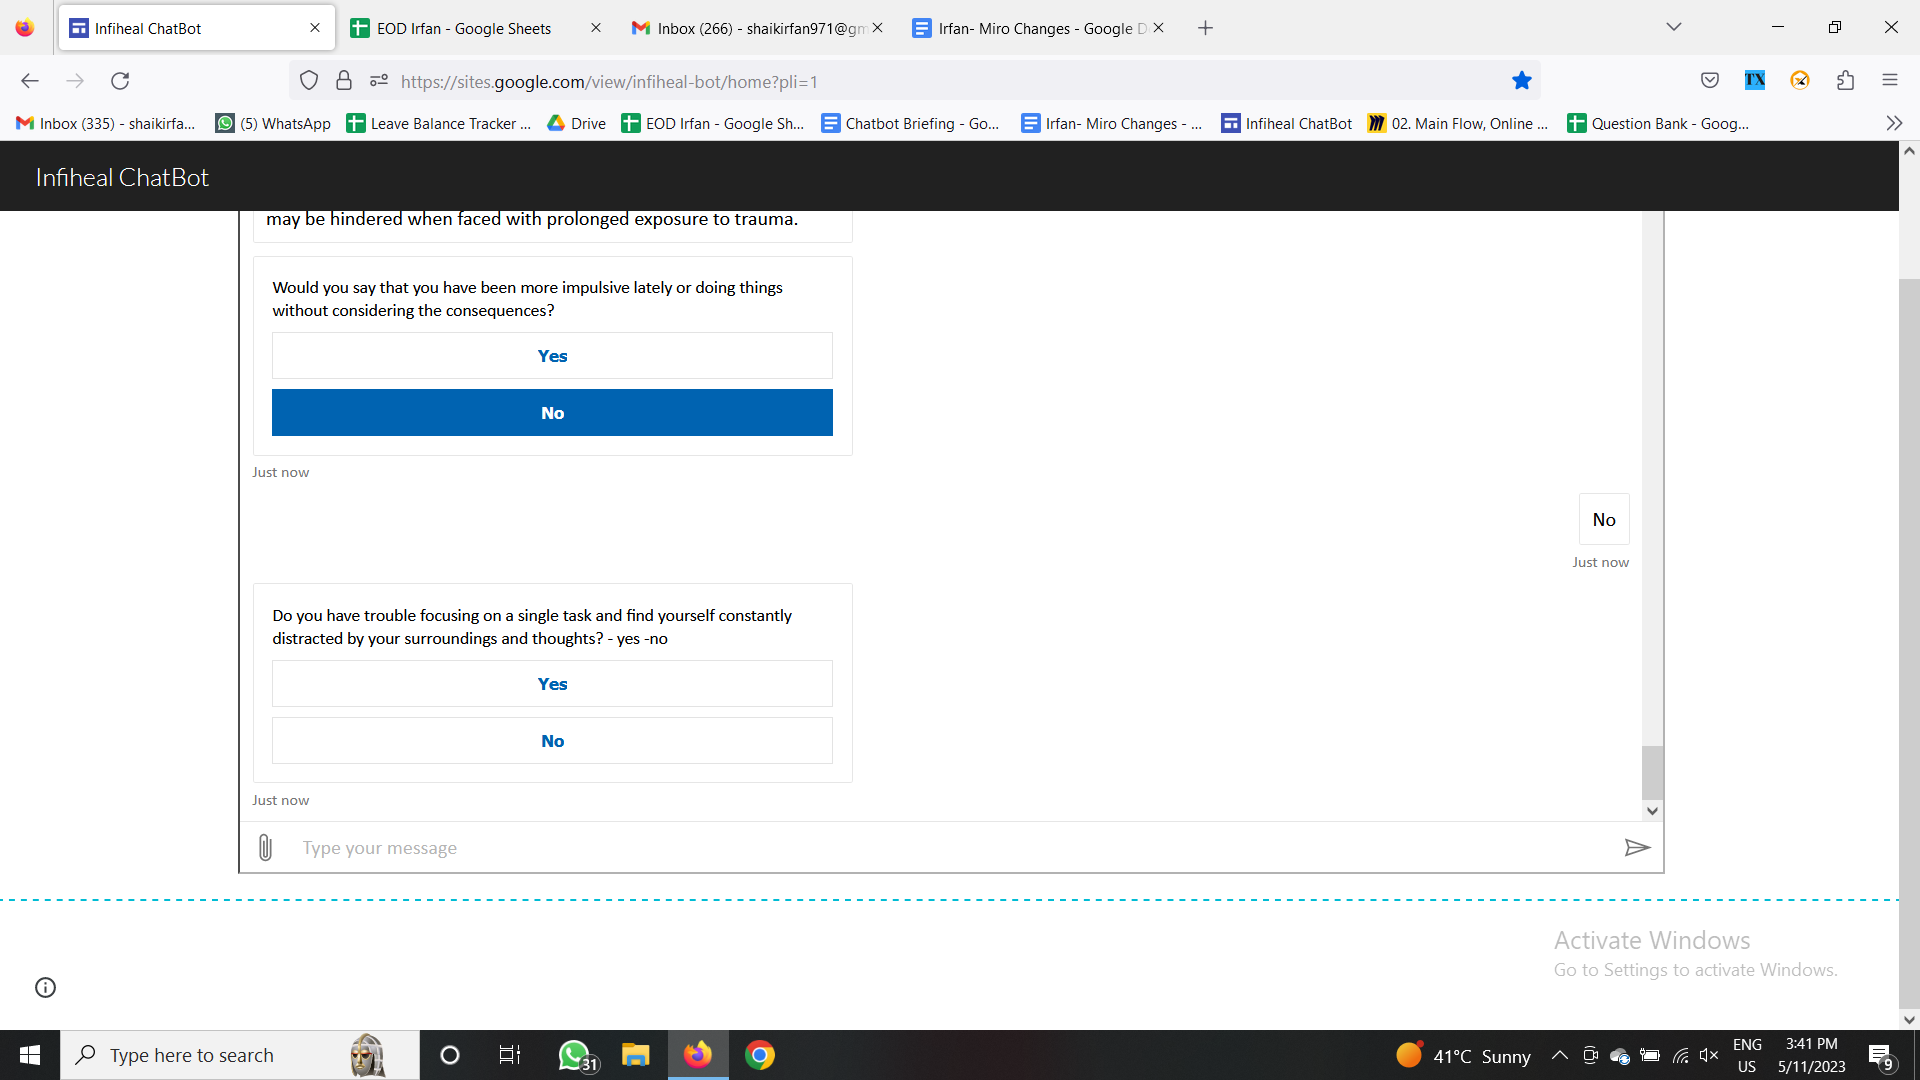 Infiheal ChatBot
EOD Irfan - Google Sheets
Inbox (266) - shaikirfan971@gm
Irfan- Miro Changes - Google D
https://sites.google.com/view/infiheal-bot/home?pli=1
TX
Inbox (335) - shaikirfa...
(5) WhatsApp
Leave Balance Tracker ...
Drive
EOD Irfan - Google Sh...
Chatbot Briefing - Go...
Irfan- Miro Changes - ...
Infiheal ChatBot
02. Main Flow, Online ...
Question Bank - Goog...
Infiheal ChatBot
may be hindered when faced with prolonged exposure to trauma.
Would you say that you have been more impulsive lately or doing things
without considering the consequences?
Yes
No
Just now
No
Just now
Do you have trouble focusing on a single task and find yourself constantly
distracted by your surroundings and thoughts? - yes -no
Yes
No
Just now
Type your message
Activate Windows
Go to Settings to activate Windows.
Type here to search
31
41°C Sunny
ENG
US
3:41 PM
5/11/2023
9